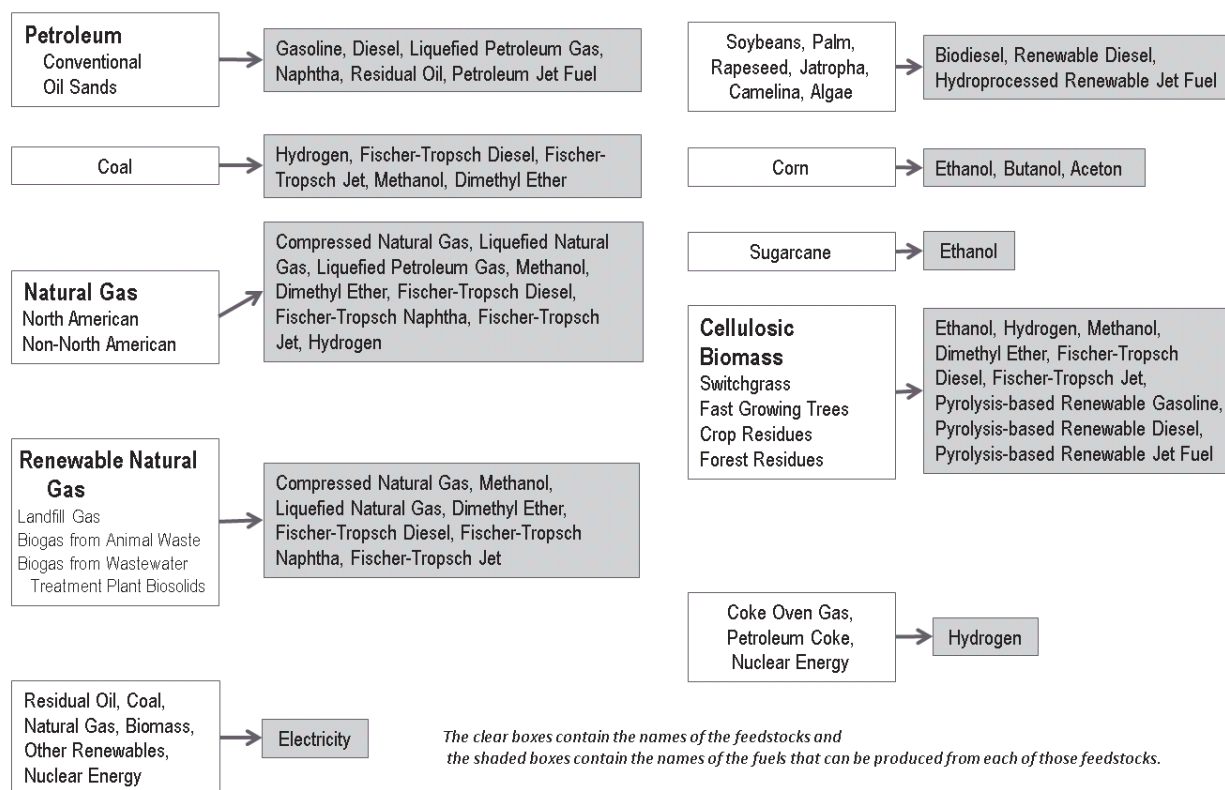 Petroleum
Conventional
Oil Sands
Gasoline, Diesel, Liquefied Petroleum Gas,
Naphtha, Residual Oil, Petroleum Jet Fuel
Coal
Hydrogen, Fischer-Tropsch Diesel, Fischer-
Tropsch Jet, Methanol, Dimethyl Ether
Natural Gas
North American
Non-North American
Compressed Natural Gas, Liquefied Natural
Gas, Liquefied Petroleum Gas, Methanol,
Dimethyl Ether, Fischer-Tropsch Diesel,
Fischer-Tropsch Naphtha, Fischer-Tropsch
Jet, Hydrogen
Renewable Natural
Gas
Landfill Gas
Biogas from Animal Waste
Biogas from Wastewater
Treatment Plant Biosolids
Compressed Natural Gas, Methanol,
Liquefied Natural Gas, Dimethyl Ether,
Fischer-Tropsch Diesel, Fischer-Tropsch
Naphtha, Fischer-Tropsch Jet
Residual Oil, Coal,
Natural Gas, Biomass,
Other Renewables,
Nuclear Energy
Electricity
Soybeans, Palm,
Rapeseed, Jatropha,
Camelina, Algae
Biodiesel, Renewable Diesel,
Hydroprocessed Renewable Jet Fuel
Corn
Ethanol, Butanol, Aceton
Sugarcane
Ethanol
Cellulosic
Biomass
Switchgrass
Fast Growing Trees
Crop Residues
Forest Residues
Ethanol, Hydrogen, Methanol,
Dimethyl Ether, Fischer-Tropsch
Diesel, Fischer-Tropsch Jet,
Pyrolysis-based Renewable Gasoline,
Pyrolysis-based Renewable Diesel,
Pyrolysis-based Renewable Jet Fuel
Coke Oven Gas,
Petroleum Coke,
Nuclear Energy
Hydrogen
The clear boxes contain the names of the feedstocks and
the shaded boxes contain the names of the fuels that can be produced from each of those feedstocks.